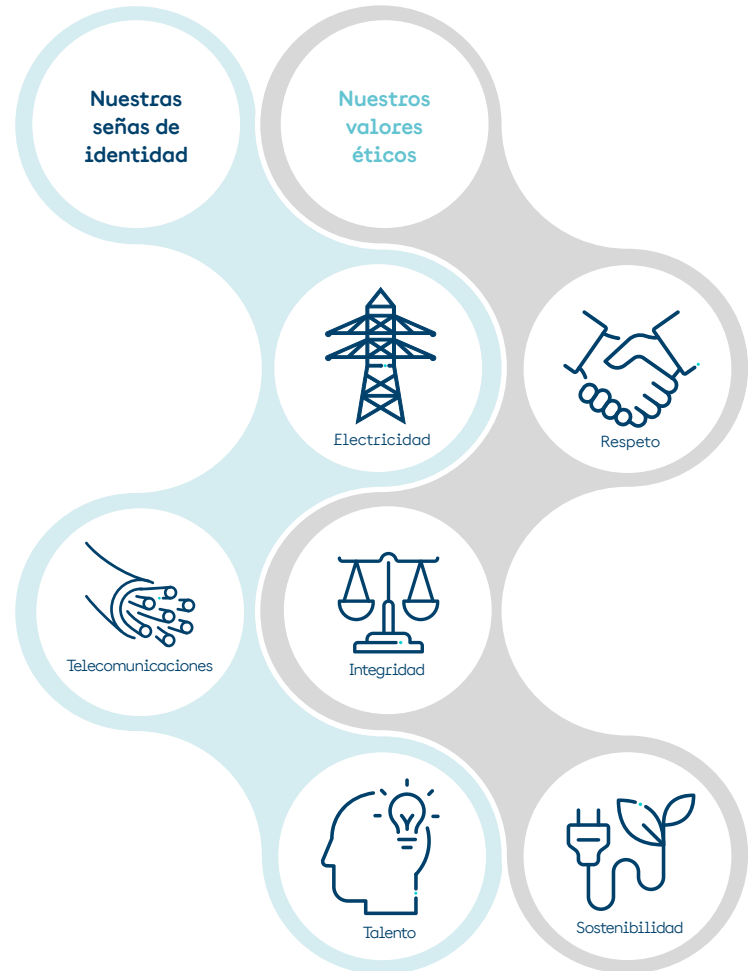 Nuestras
señas de
identidad
Nuestros
valores
éticos
Electricidad
Respeto
Telecomunicaciones
Integridad
Talento
Sostenibilidad